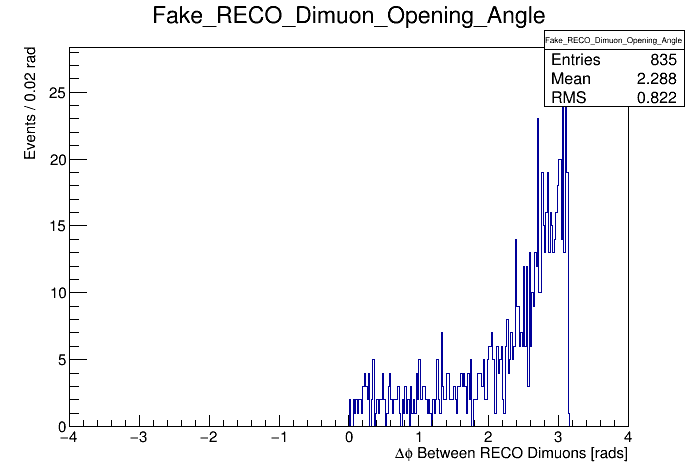 Fake_RECO_Dimuon_Opening_Angle
Fake_RECO_Dimuon_Opening_Angle
Entries 835
Mean 2.288
RMS 0.822
Events / 0.02 rad
25
20
15
10
5
0
−4 −3 −2 −1 0 1 2 3 4
Δϕ Between RECO Dimuons [rads]